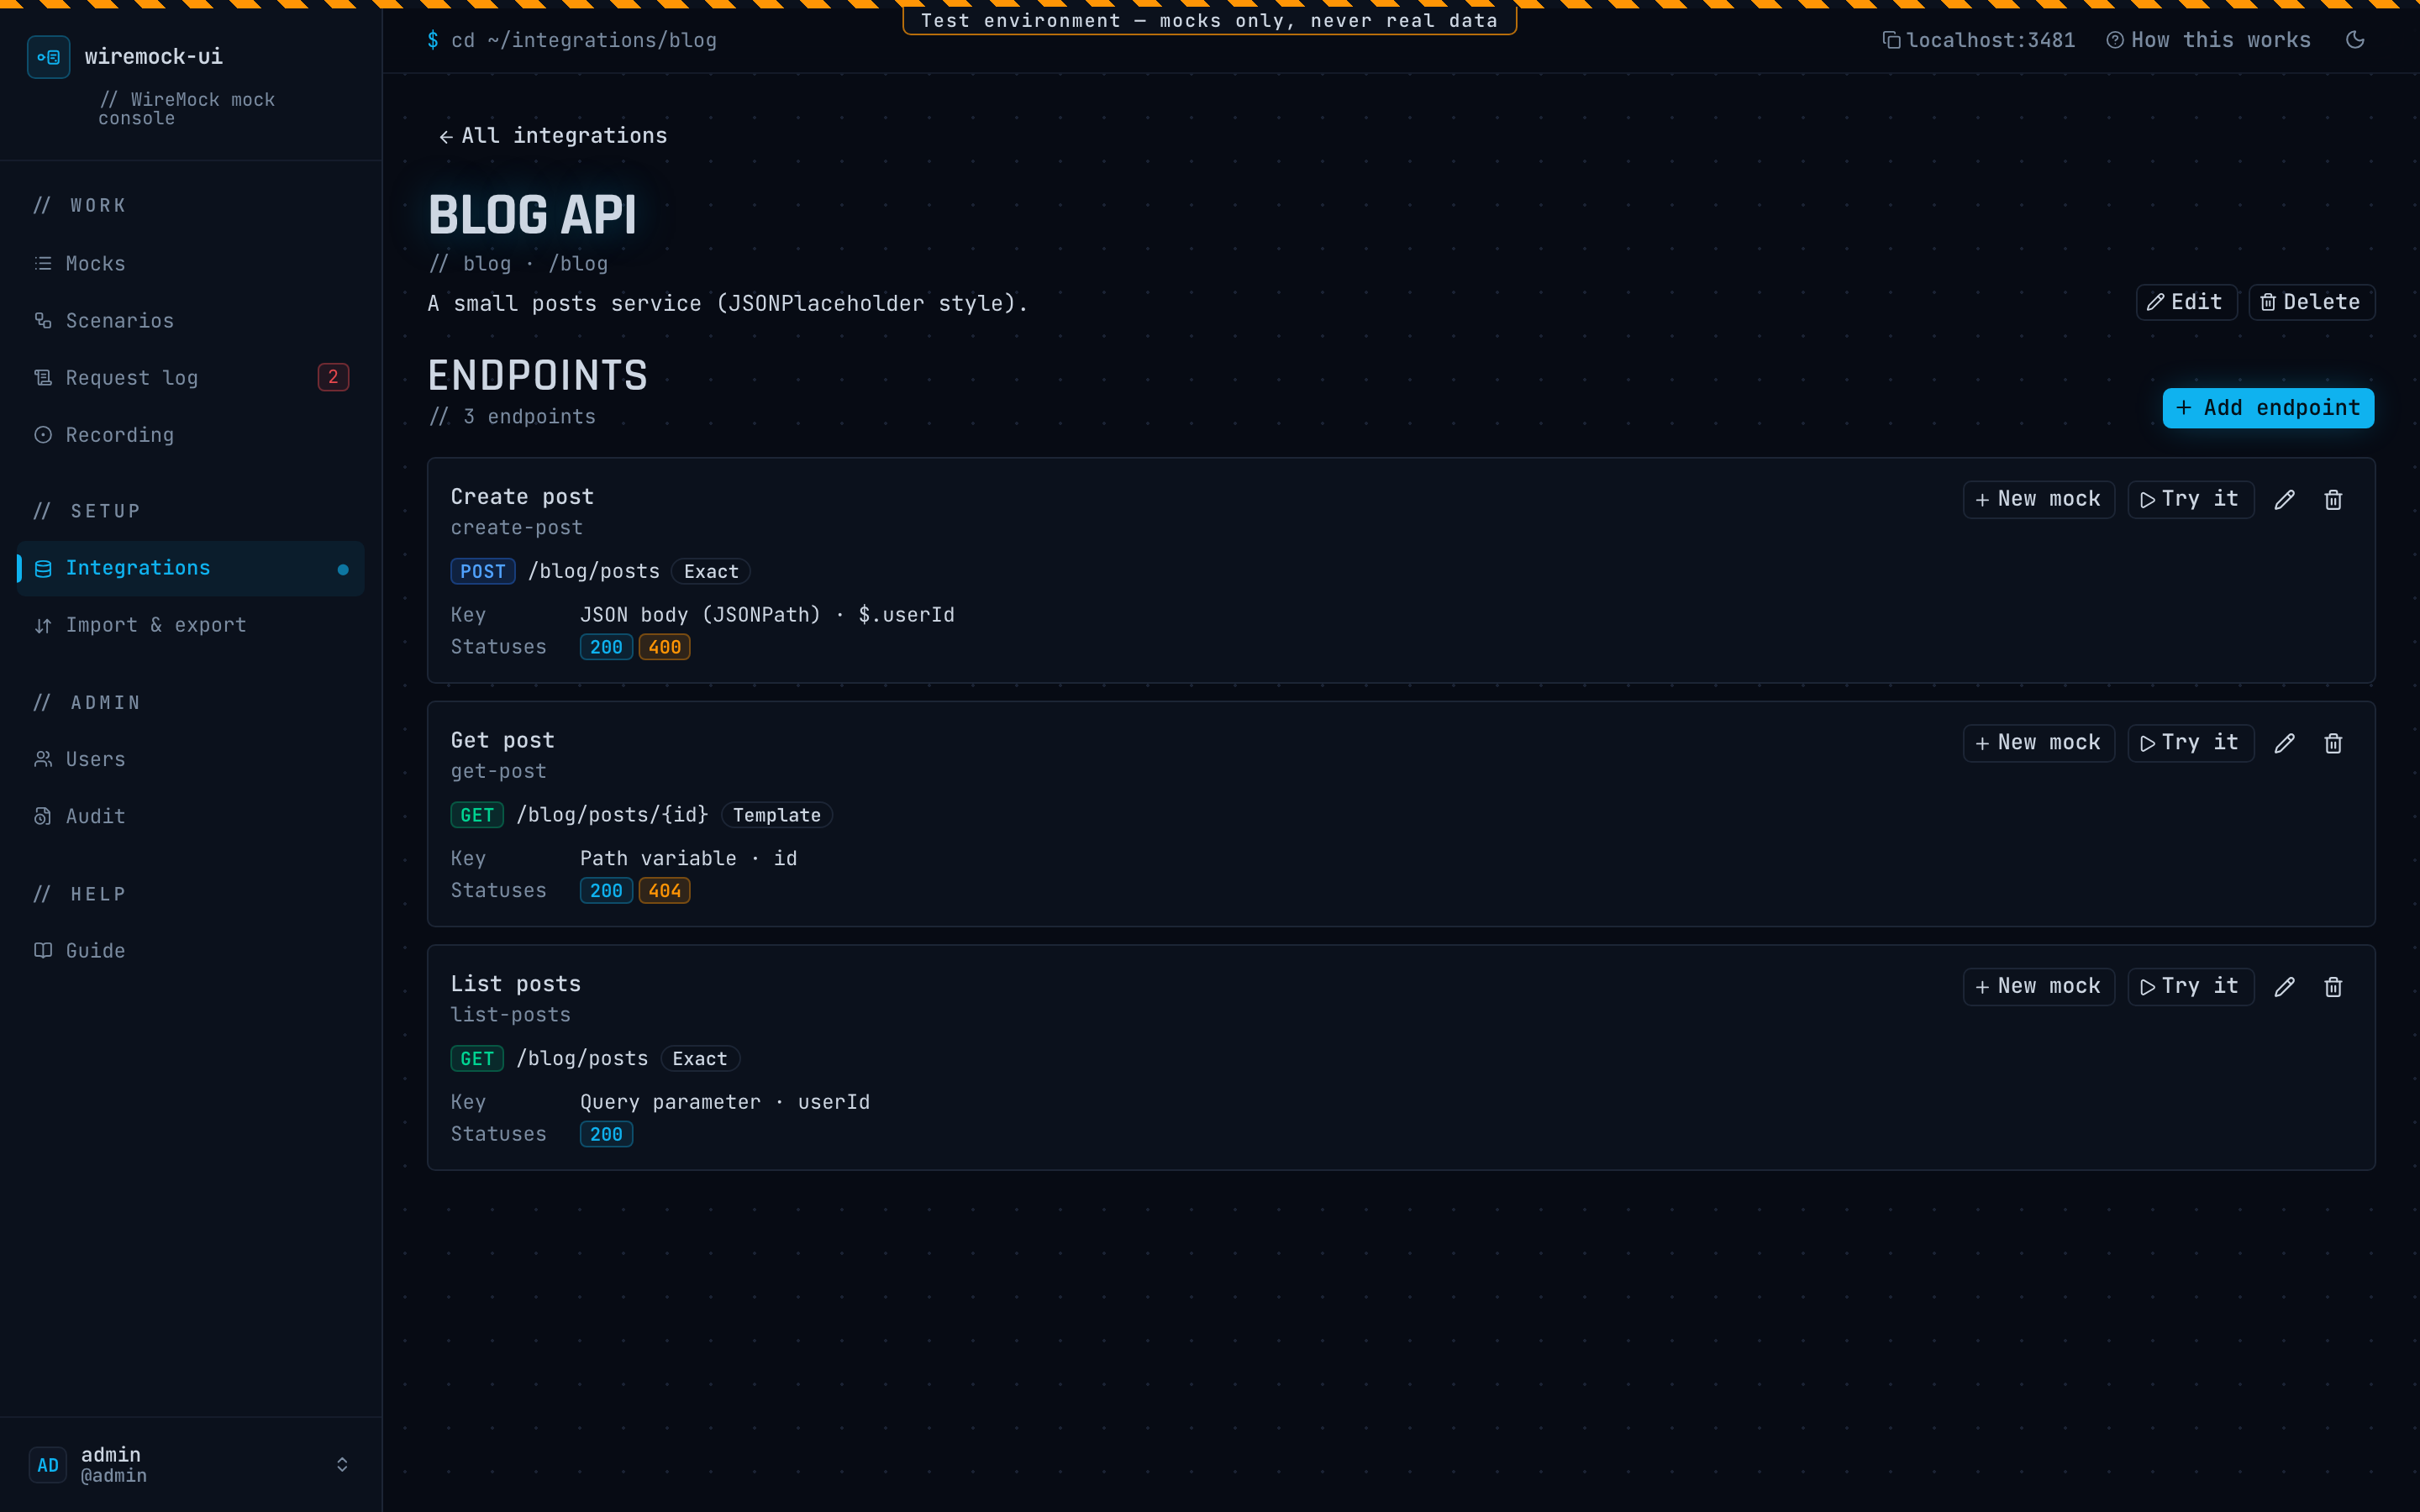 Test environment — mocks only, never real data
wiremock-ui
// WireMock mock
console
// WORK
Mocks
Scenarios
Request log 2
Recording
// SETUP
Integrations
Import & export
// ADMIN
Users
Audit
// HELP
Guide
AD admin
@admin
$ cd ~/integrations/blog
localhost:3481 How this works
All integrations
BLOG API
// blog · /blog
A small posts service (JSONPlaceholder style).
Edit Delete
ENDPOINTS
// 3 endpoints
+ Add endpoint
Create post
+ New mock Try it
create-post
POST /blog/posts Exact
Key JSON body (JSONPath) · $.userId
Statuses 200 400
Get post
+ New mock Try it
get-post
GET /blog/posts/{id} Template
Key Path variable · id
Statuses 200 404
List posts
+ New mock Try it
list-posts
GET /blog/posts Exact
Key Query parameter · userId
Statuses 200